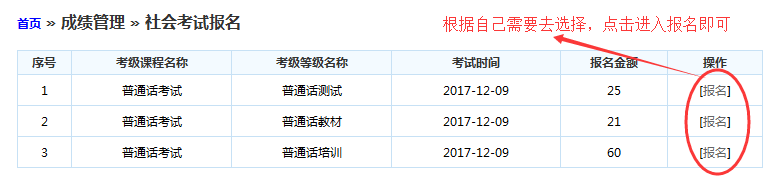 首页 » 成绩管理 » 社会考试报名
根据自己需要去选择，点击进入报名即可
序号 考级课程名称 考级等级名称 考试时间 报名金额 操作
1 普通话考试 普通话测试 2017-12-09 25 [报名]
2 普通话考试 普通话教材 2017-12-09 21 [报名]
3 普通话考试 普通话培训 2017-12-09 60 [报名]